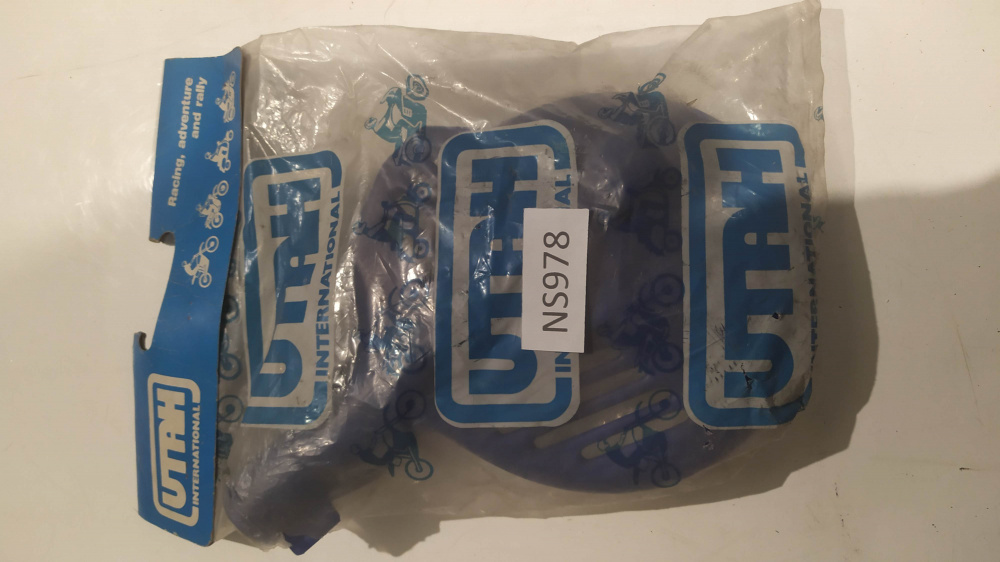 Racing, adventure
and rally
UTAH
INTERNATIONAL
UTAH
INTERNATIONAL
UTAH
NS978
UTAH
INTERNATIONAL